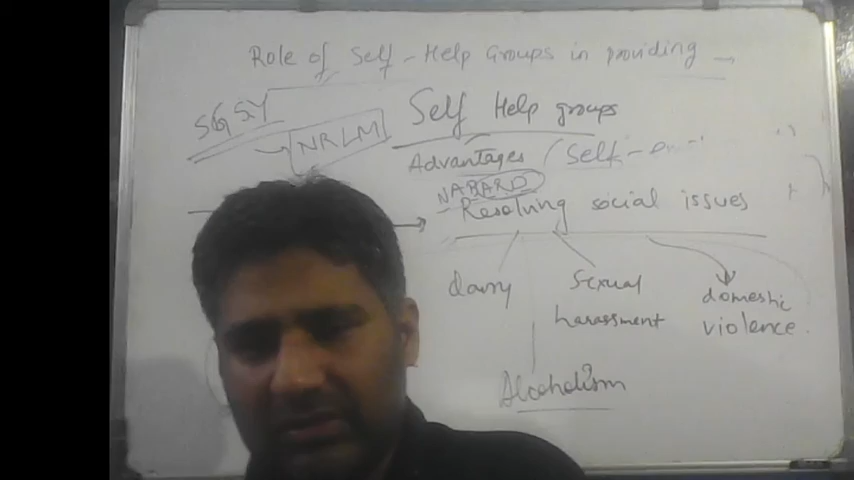 Role of Self-Help Groups in providing
SGSY
Self Help groups
NRLM
Advantages / Self-
NABARD
- Resolving social issues
Sexual harassment
domestic violence
Alcoholism